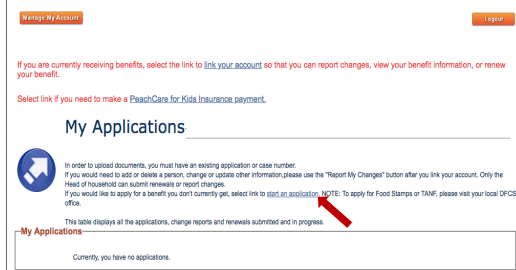 Manage My Account
Logout
If you are currently receiving benefits, select the link to link your account so that you can report changes, view your benefit information, or renew
your benefit.
Select link if you need to make a PeachCare for Kids Insurance payment.
My Applications
In order to upload documents, you must have an existing application or case number.
If you would need to add or delete a person, change or update other information,please use the "Report My Changes" button after you link your account. Only the
Head of household can submit renewals or report changes.
If you would like to apply for a benefit you don't currently get, select link to start an application. NOTE: To apply for Food Stamps or TANF, please visit your local DFCS
office.
This table displays all the applications, change reports and renewals submitted and in progress.
My Applications
Currently, you have no applications.